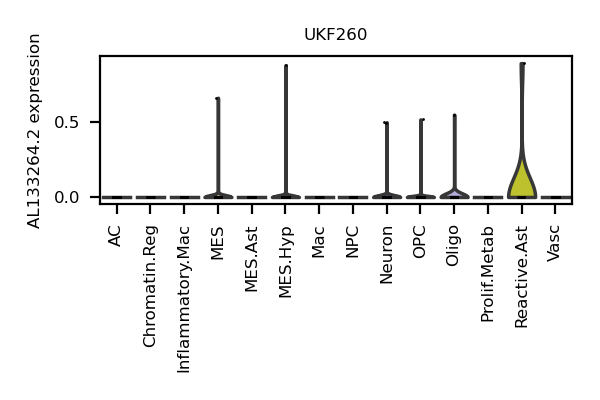 UKF260
AL133264.2 expression
0.5
0.0
AC
Chromatin.Reg
Inflammatory.Mac
MES
MES.Ast
MES.Hyp
Mac
NPC
Neuron
OPC
Oligo
Prolif.Metab
Reactive.Ast
Vasc